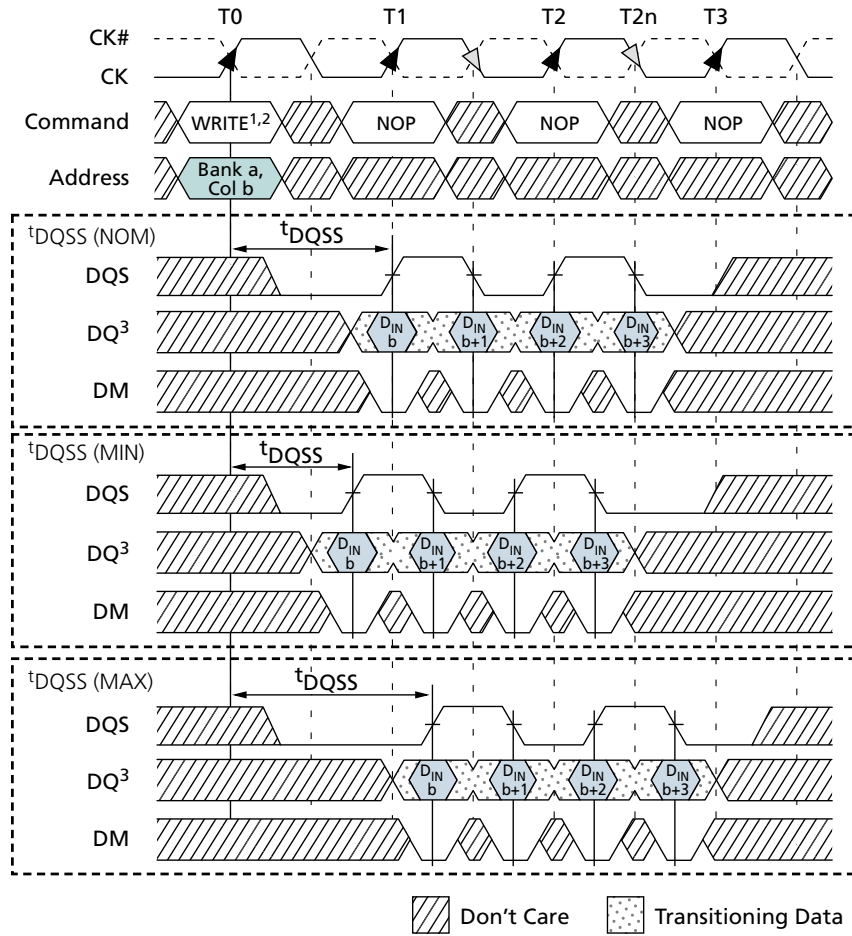 T0 T1 T2 T2n T3
CK#
CK
Command WRITE1,2 NOP NOP NOP
Address Bank a, Col b
tDQSS (NOM) tDQSS
DQS
DQ3 DIN b DIN b+1 DIN b+2 DIN b+3
DM
tDQSS (MIN) tDQSS
DQS
DQ3 DIN b DIN b+1 DIN b+2 DIN b+3
DM
tDQSS (MAX) tDQSS
DQS
DQ3 DIN b DIN b+1 DIN b+2 DIN b+3
DM
Don't Care Transitioning Data